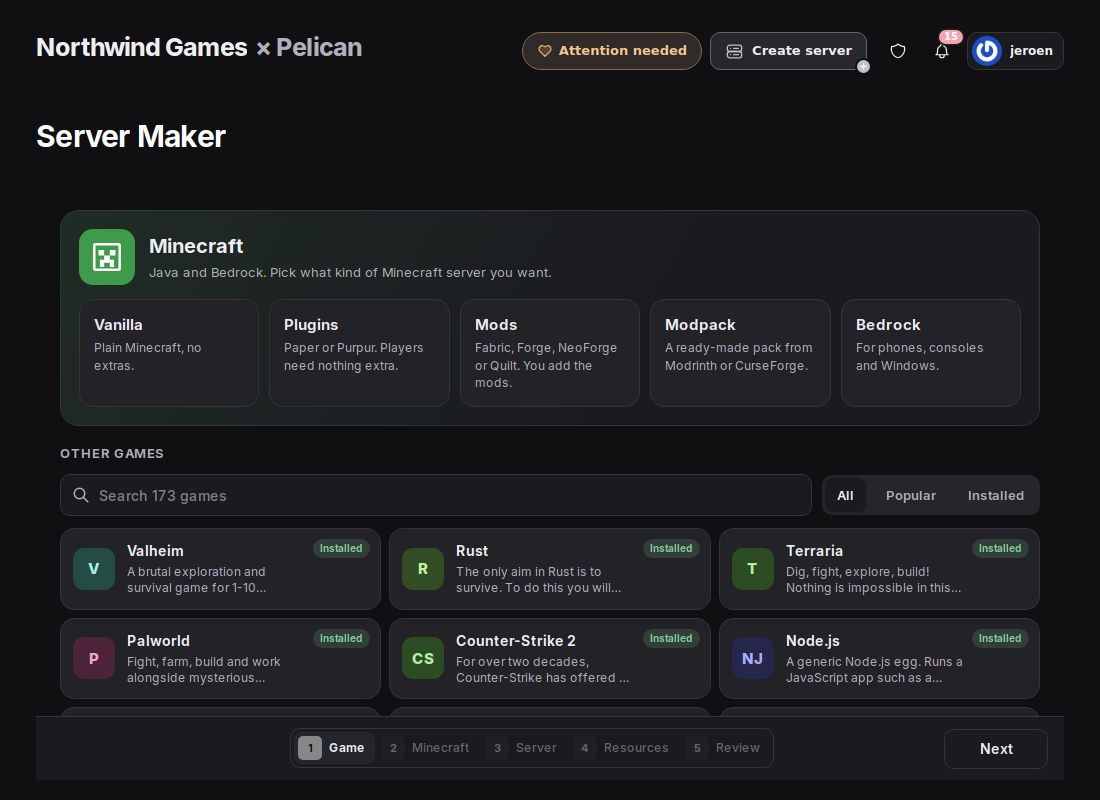 Northwind Games × Pelican
Attention needed
Create server
15
jeroen
Server Maker
Minecraft
Java and Bedrock. Pick what kind of Minecraft server you want.
Vanilla
Plain Minecraft, no
extras.
Plugins
Paper or Purpur. Players
need nothing extra.
Mods
Fabric, Forge, NeoForge
or Quilt. You add the
mods.
Modpack
A ready-made pack from
Modrinth or CurseForge.
Bedrock
For phones, consoles
and Windows.
OTHER GAMES
Search 173 games
All
Popular
Installed
V
Valheim
Installed
A brutal exploration and
survival game for 1-10...
R
Rust
Installed
The only aim in Rust is to
survive. To do this you will...
T
Terraria
Installed
Dig, fight, explore, build!
Nothing is impossible in this...
P
Palworld
Installed
Fight, farm, build and work
alongside mysterious...
CS
Counter-Strike 2
Installed
For over two decades,
Counter-Strike has offered ...
NJ
Node.js
Installed
A generic Node.js egg. Runs a
JavaScript app such as a...
1 Game
2 Minecraft
3 Server
4 Resources
5 Review
Next